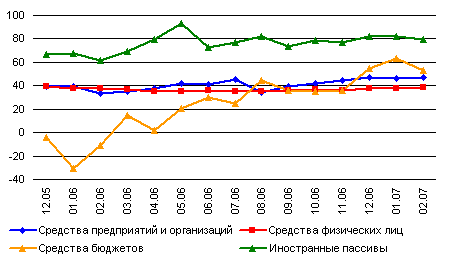 100
80
60
40
20
0
-20
-40
12.05 01.06 02.06 03.06 04.06 05.06 06.06 07.06 08.06 09.06 10.06 11.06 12.06 01.07 02.07
Средства предприятий и организаций Средства физических лиц
Средства бюджетов Иностранные пассивы